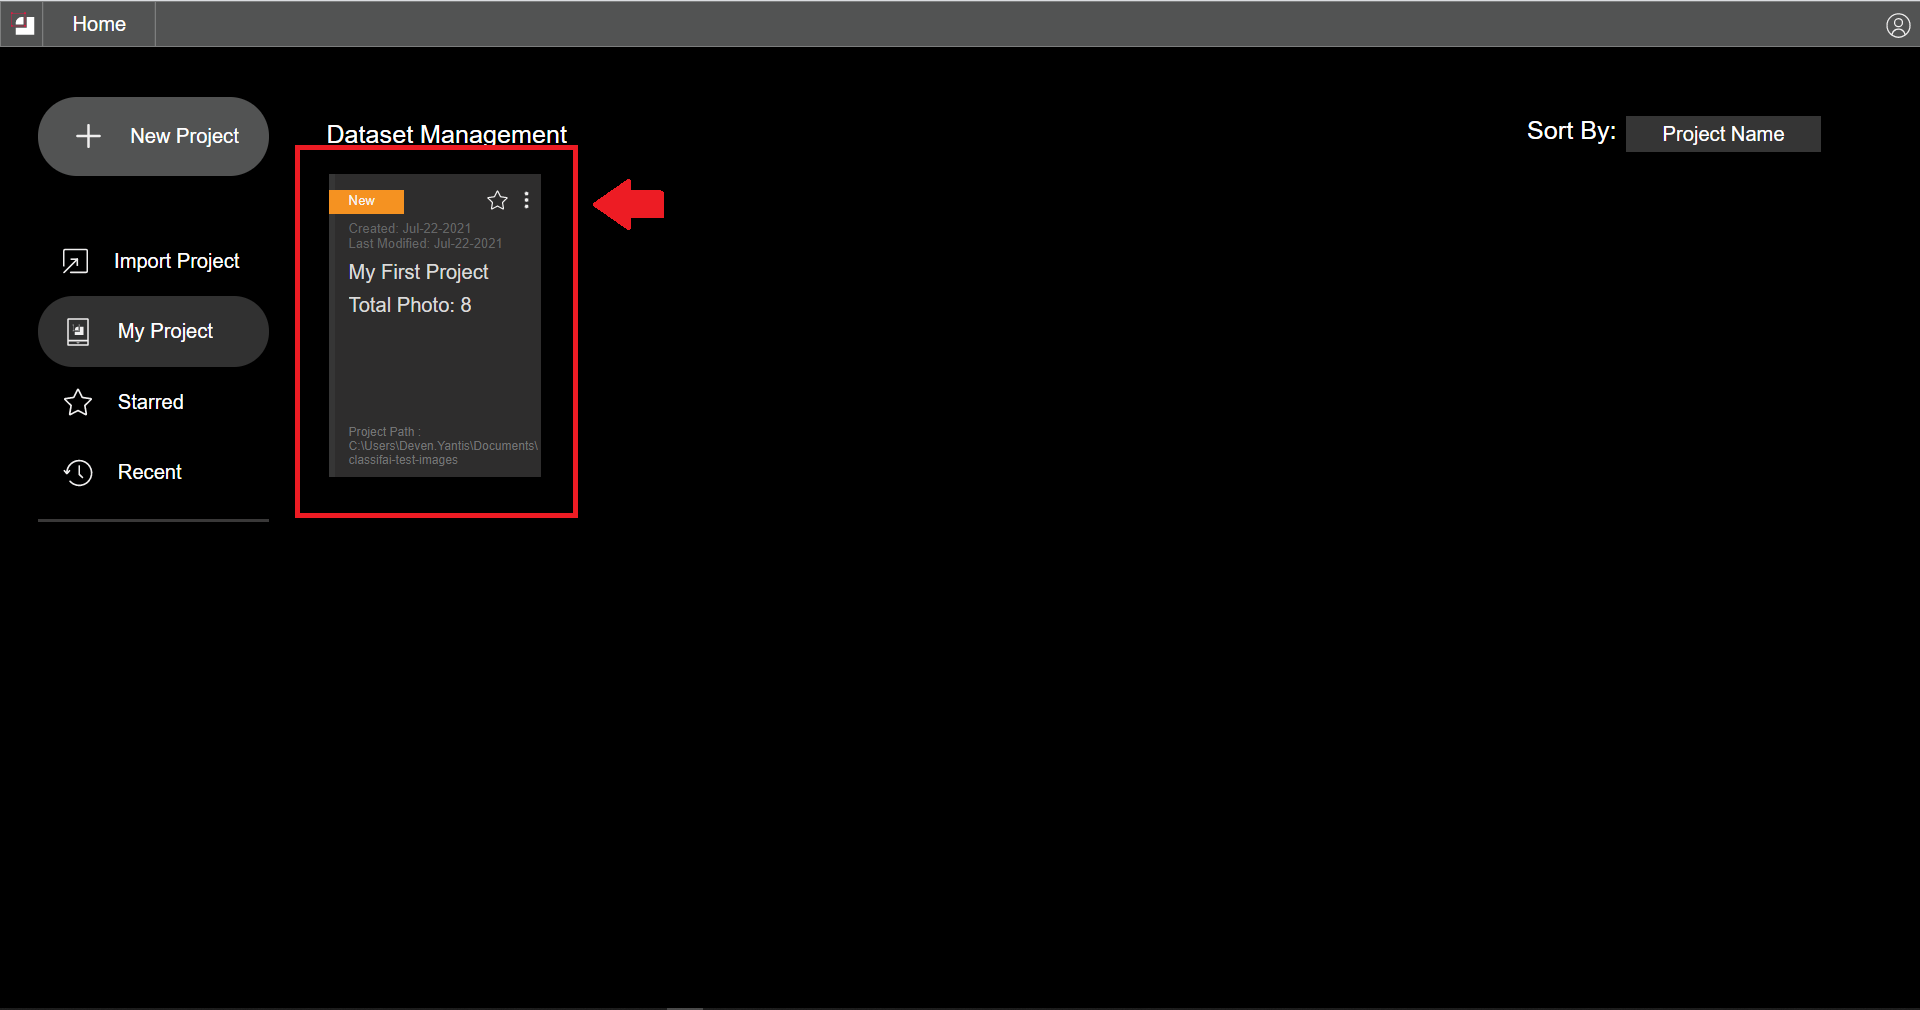 Home
New Project
Import Project
My Project
Starred
Recent
Dataset Management
Sort By: Project Name
New
Created: Jul-22-2021
Last Modified: Jul-22-2021
My First Project
Total Photo: 8
Project Path :
C:\Users\Deven.Yantis\Documents\
classifai-test-images